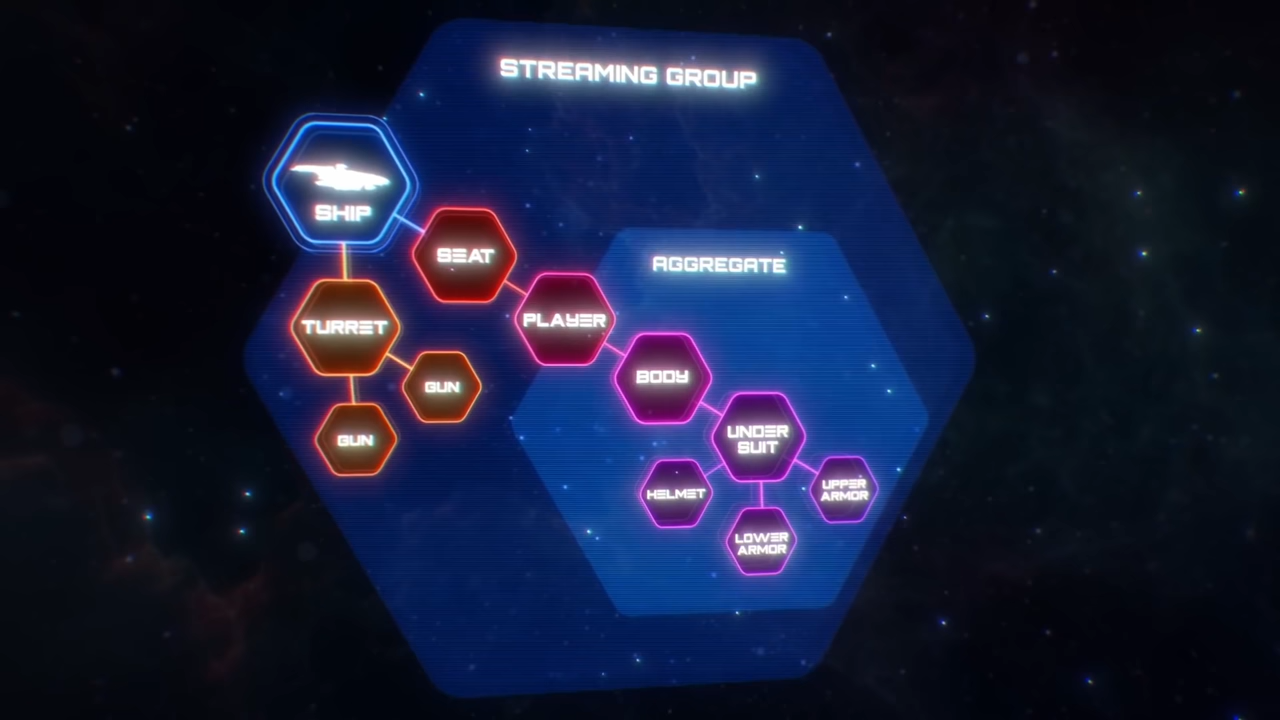 STREAMING GROUP
SHIP
SEAT
AGGREGATE
TURRET
PLAYER
GUN
BODY
GUN
UNDER
SUIT
HELMET
UPPER
ARMOR
LOWER
ARMOR